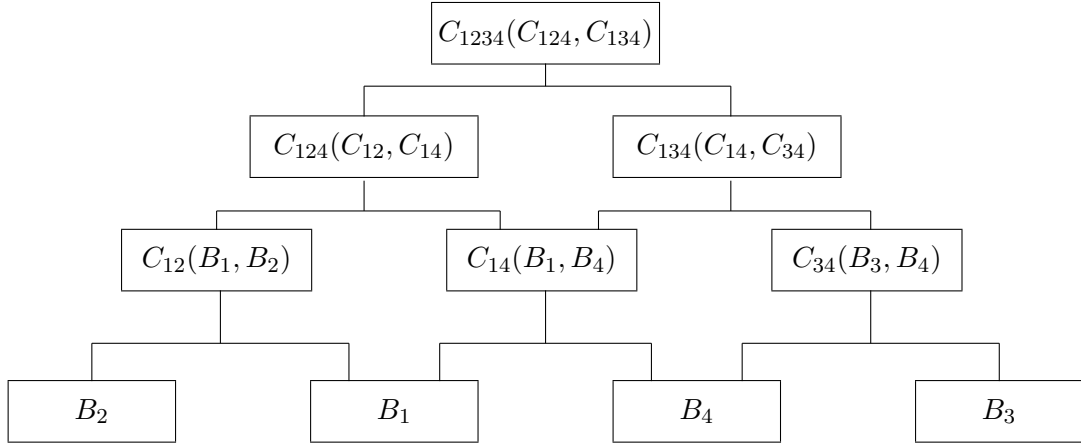 C₁₂₃₄(C₁₂₄, C₁₃₄)
C₁₂₄(C₁₂, C₁₄)
C₁₃₄(C₁₄, C₃₄)
C₁₂(B₁, B₂)
C₁₄(B₁, B₄)
C₃₄(B₃, B₄)
B₂
B₁
B₄
B₃